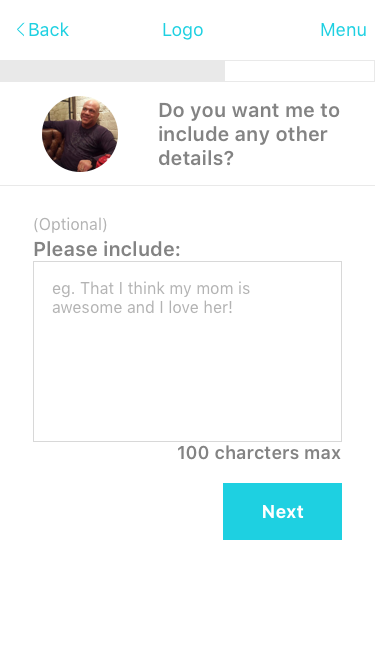 Back Logo Menu
Do you want me to
include any other
details?
(Optional)
Please include:
eg. That I think my mom is
awesome and I love her!
100 charcters max
Next